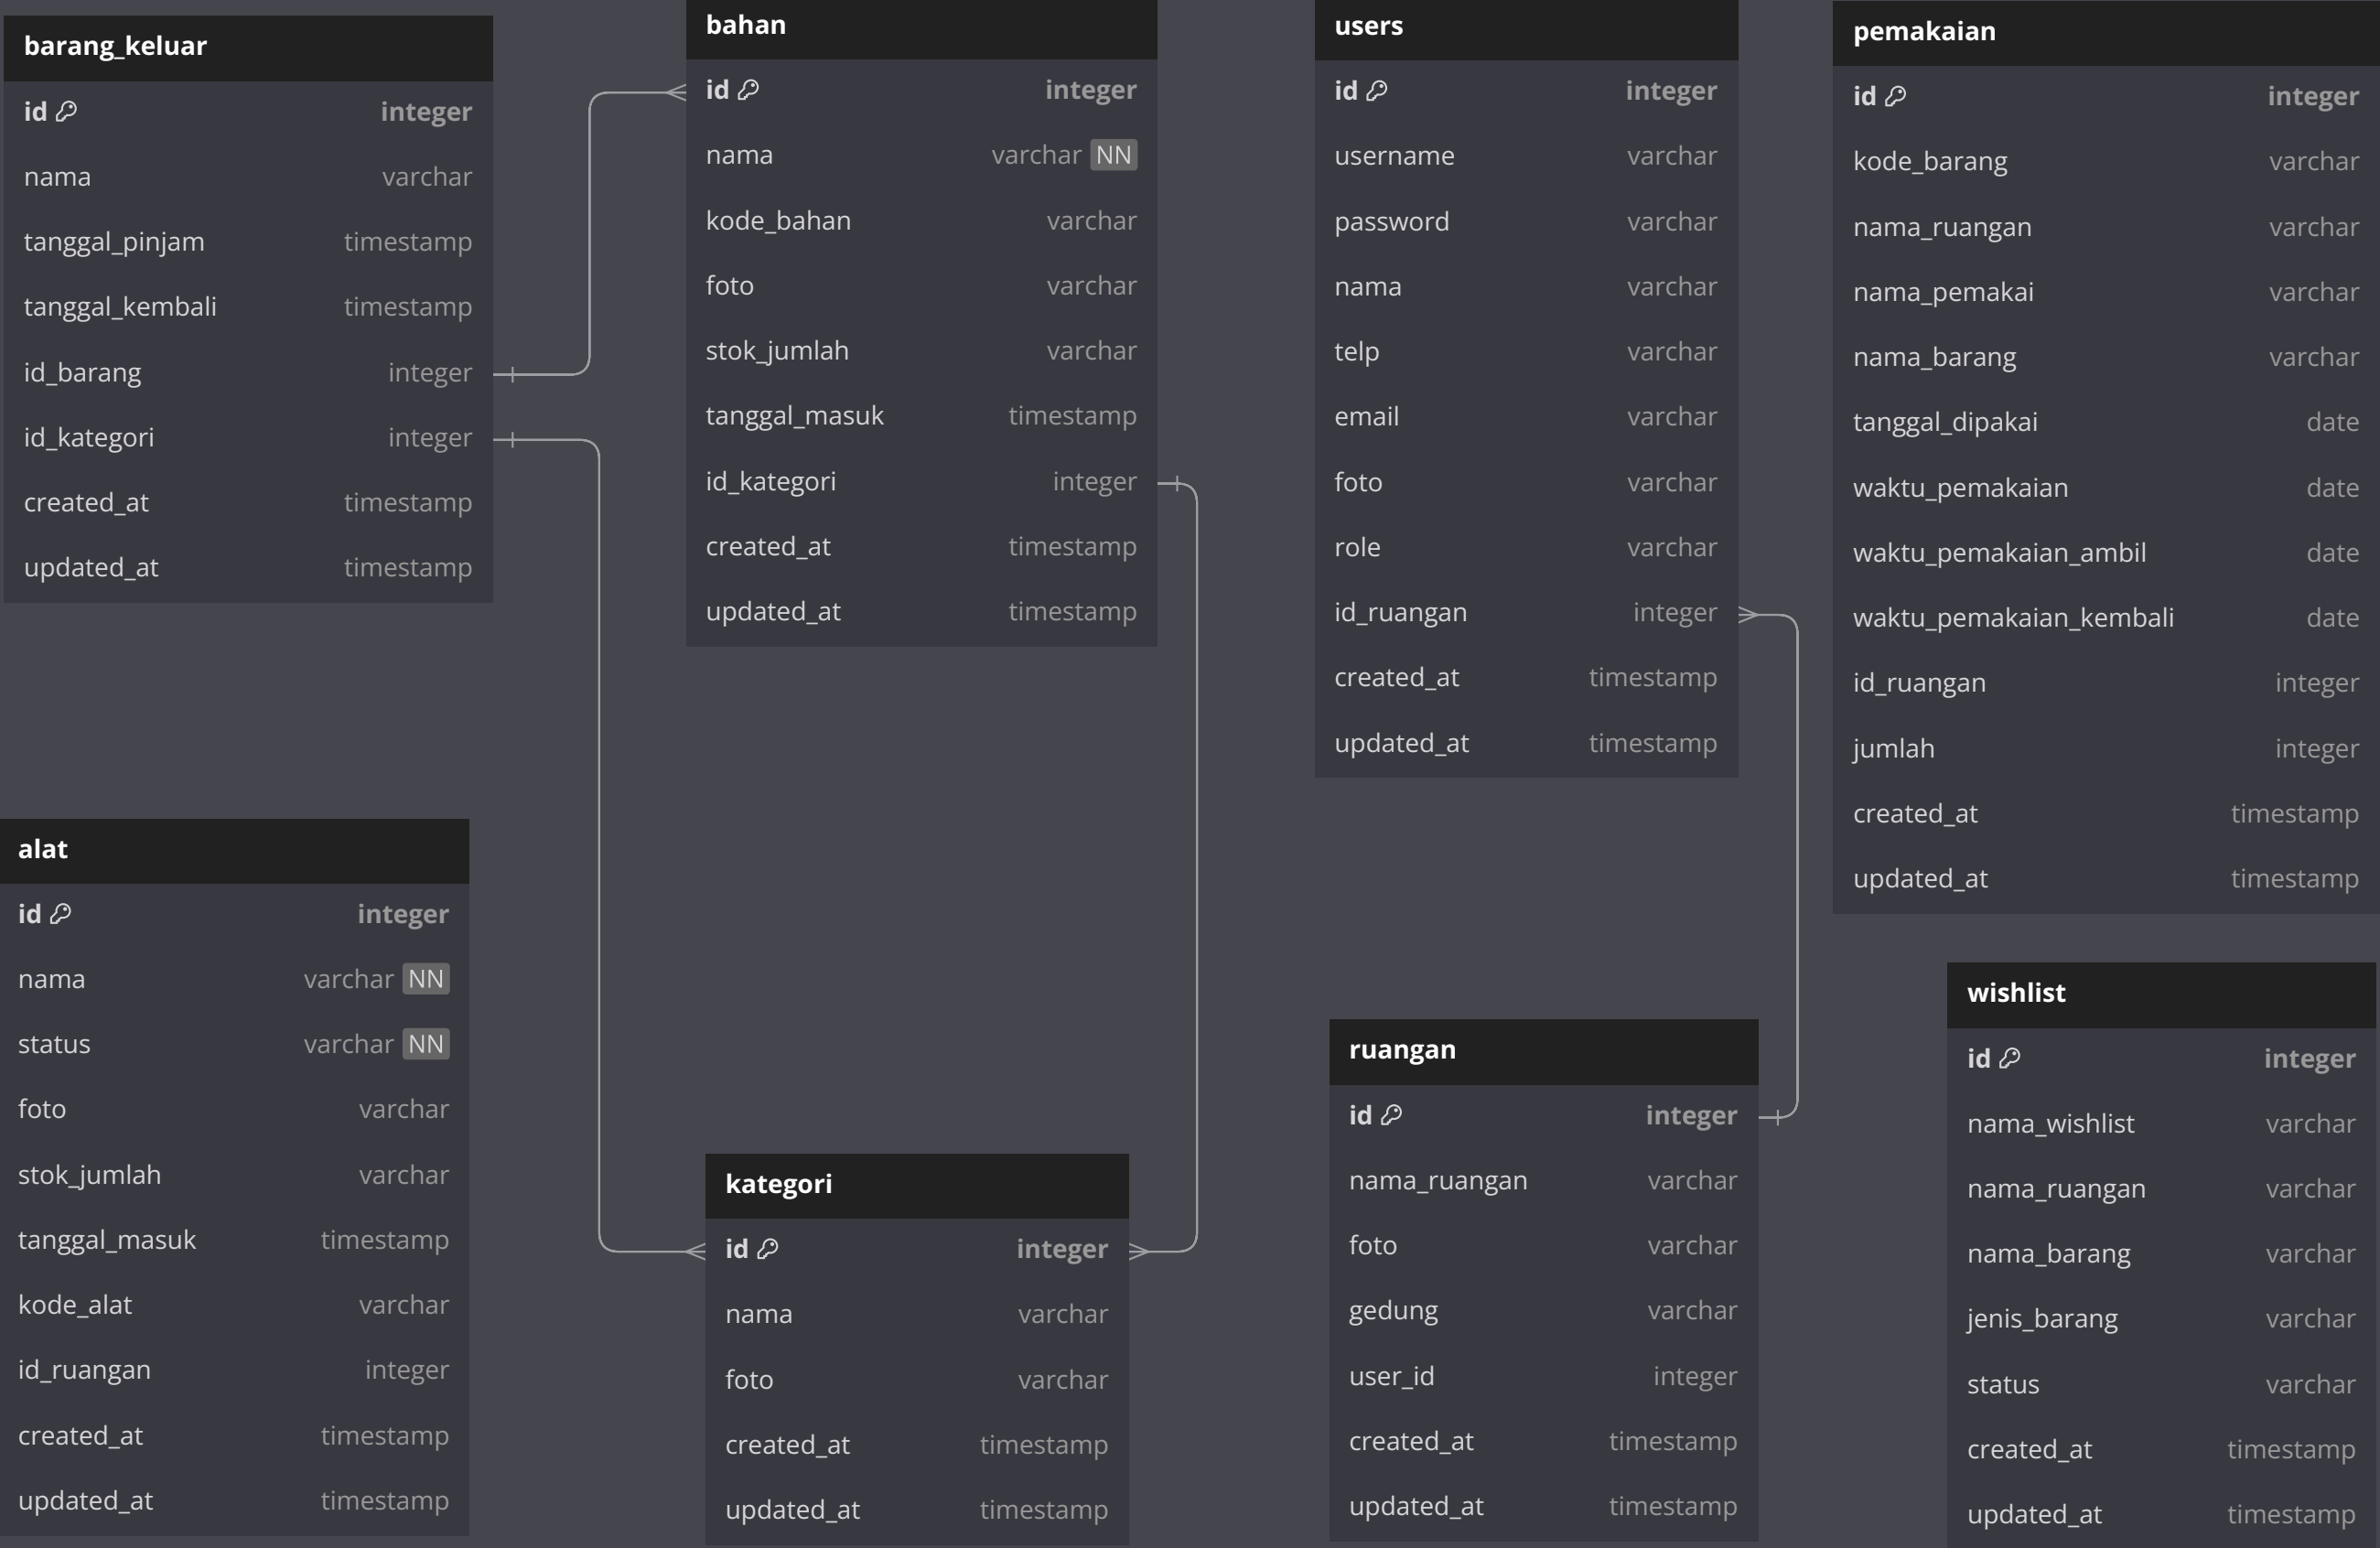 barang_keluar
id integer
nama varchar
tanggal_pinjam timestamp
tanggal_kembali timestamp
id_barang integer
id_kategori integer
created_at timestamp
updated_at timestamp
bahan
id integer
nama varchar NN
kode_bahan varchar
foto varchar
stok_jumlah varchar
tanggal_masuk timestamp
id_kategori integer
created_at timestamp
updated_at timestamp
users
id integer
username varchar
password varchar
nama varchar
telp varchar
email varchar
foto varchar
role varchar
id_ruangan integer
created_at timestamp
updated_at timestamp
pemakaian
id integer
kode_barang varchar
nama_ruangan varchar
nama_pemakai varchar
nama_barang varchar
tanggal_dipakai date
waktu_pemakaian date
waktu_pemakaian_ambil date
waktu_pemakaian_kembali date
id_ruangan integer
jumlah integer
created_at timestamp
updated_at timestamp
alat
id integer
nama varchar NN
status varchar NN
foto varchar
stok_jumlah varchar
tanggal_masuk timestamp
kode_alat varchar
id_ruangan integer
created_at timestamp
updated_at timestamp
kategori
id integer
nama varchar
foto varchar
created_at timestamp
updated_at timestamp
ruangan
id integer
nama_ruangan varchar
foto varchar
gedung varchar
user_id integer
created_at timestamp
updated_at timestamp
wishlist
id integer
nama_wishlist varchar
nama_ruangan varchar
nama_barang varchar
jenis_barang varchar
status varchar
created_at timestamp
updated_at timestamp